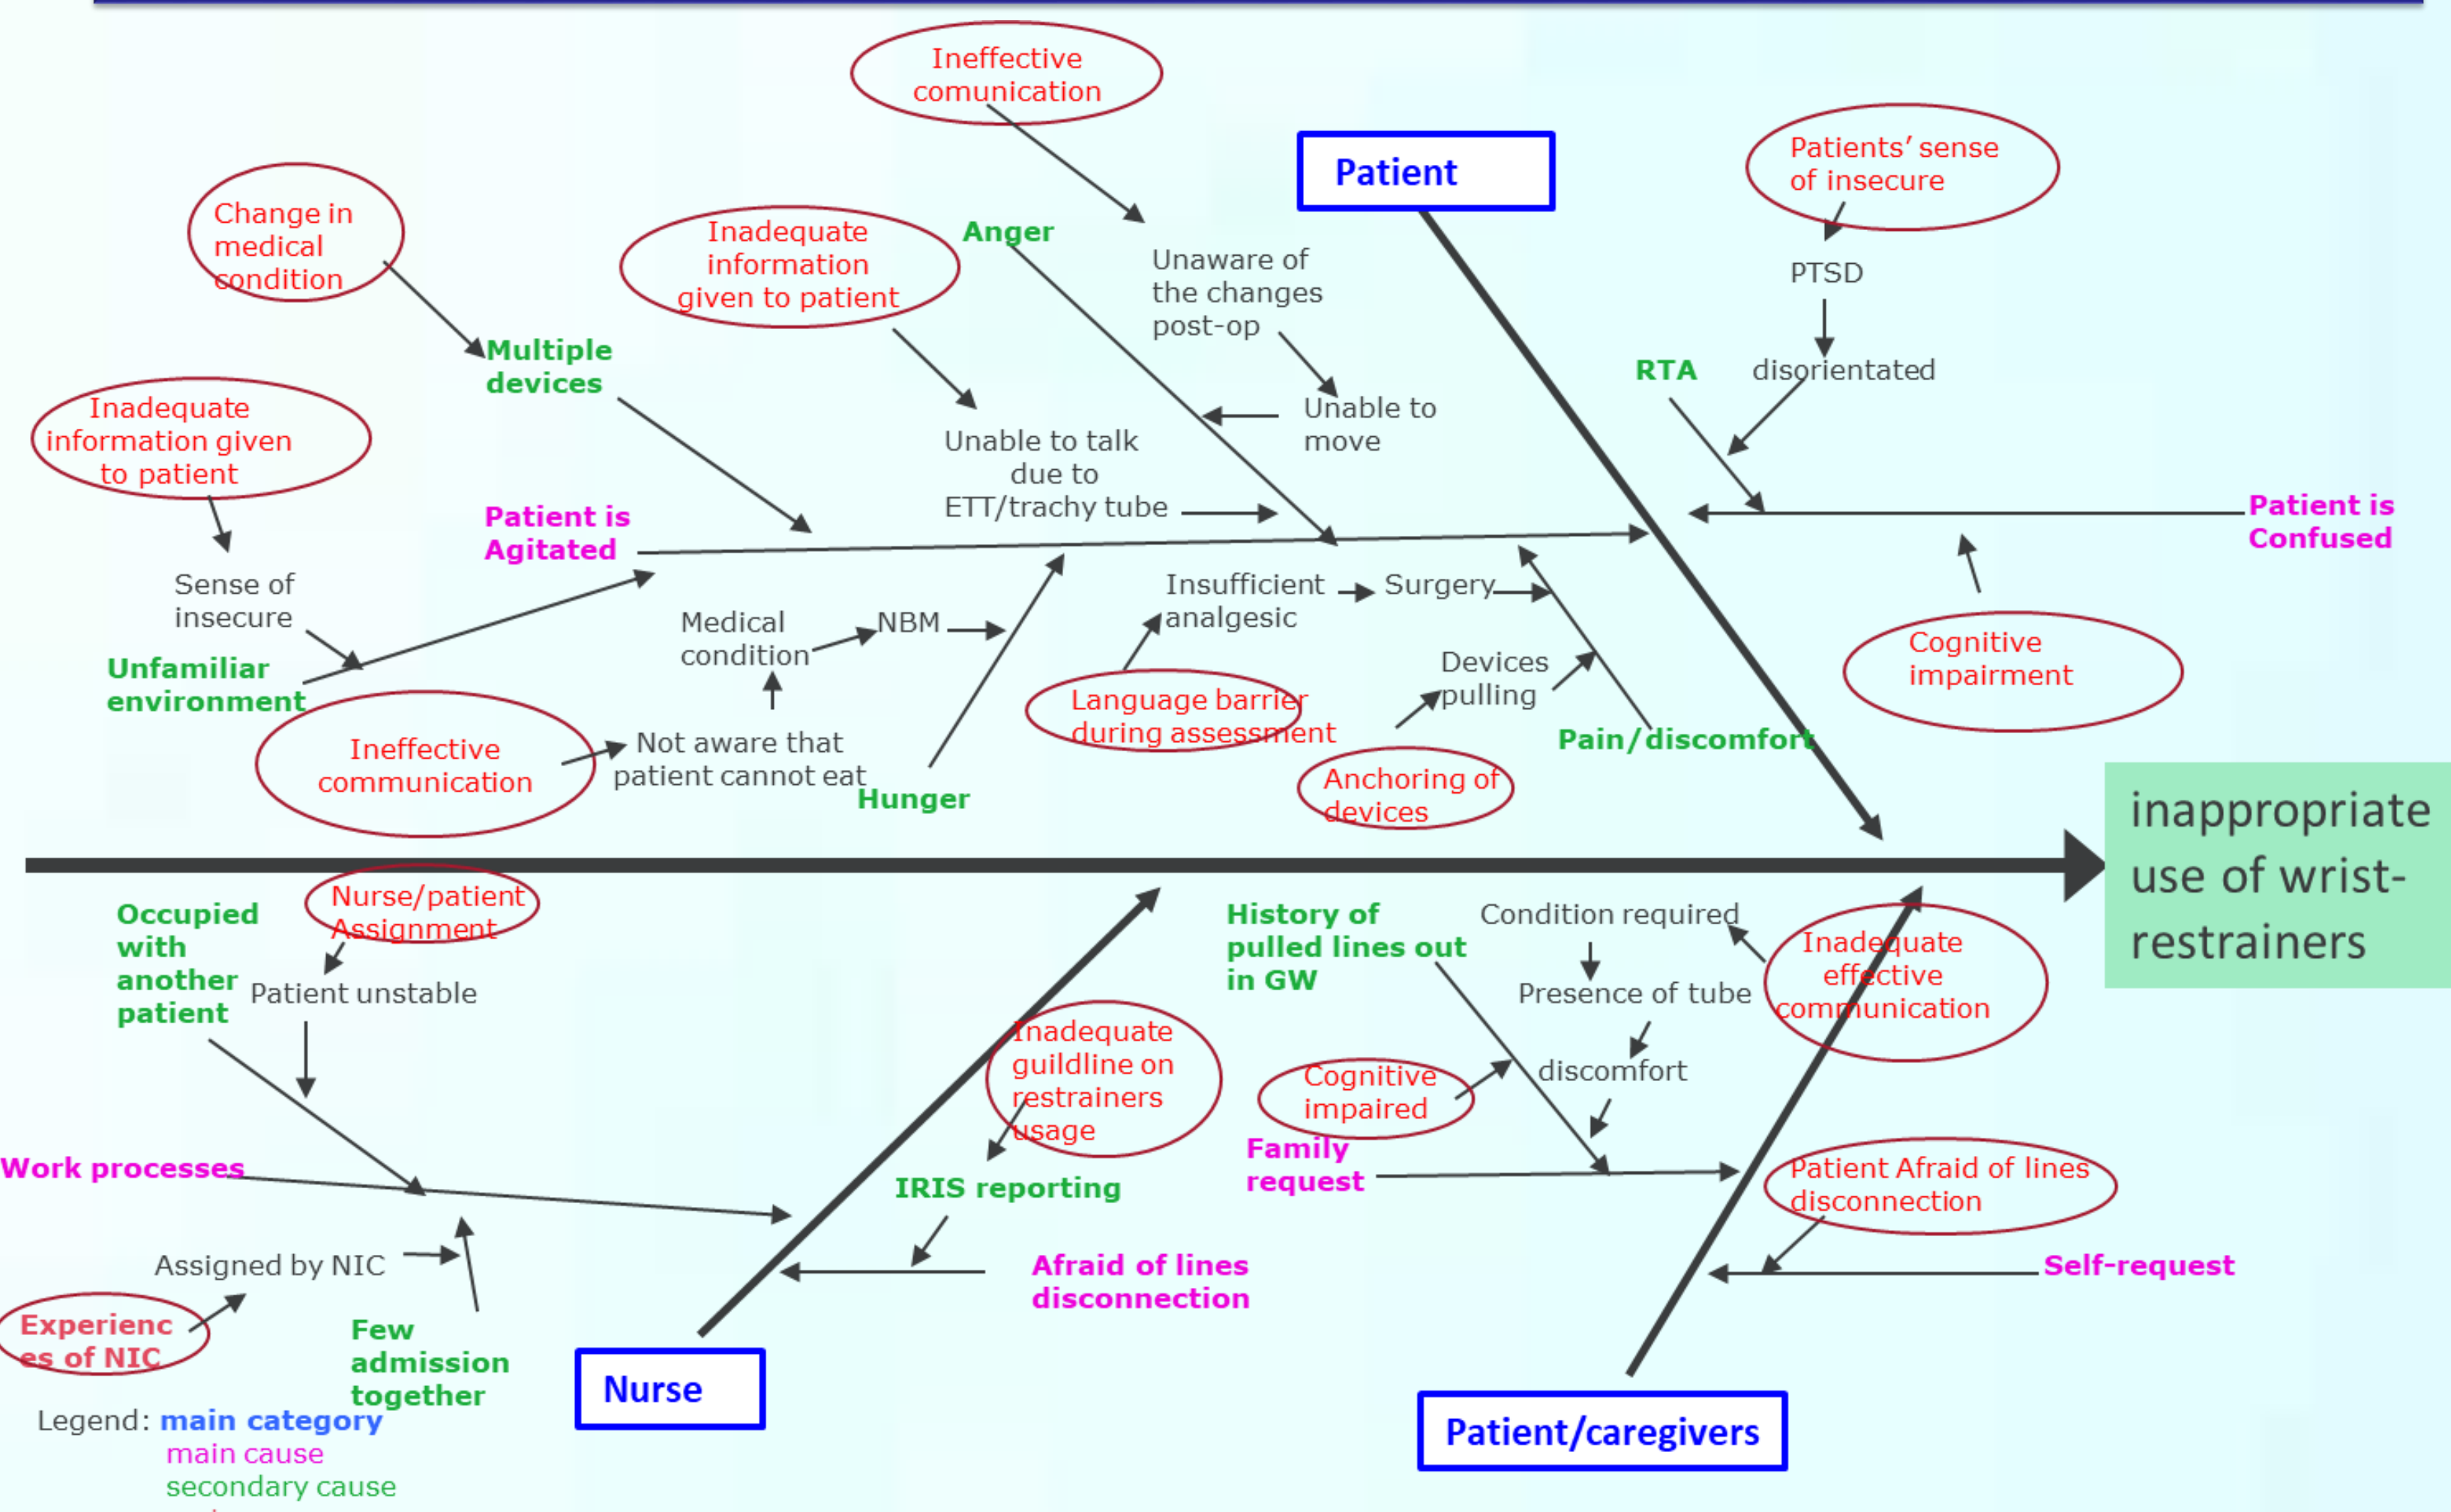 Ineffective
comunication
Patient
Patients’ sense
of insecure
Change in
medical
condition
Inadequate
information
given to patient
Anger
Unaware of
the changes
post-op
PTSD
Multiple
devices
RTA
disorientated
Inadequate
information given
to patient
Unable to
move
Unable to talk
due to
ETT/trachy tube
Patient is
Agitated
Patient is
Confused
Sense of
insecure
Insufficient
analgesic
Surgery
Medical
condition
NBM
Cognitive
impairment
Unfamiliar
environment
Devices
pulling
Language barrier
during assessment
Pain/discomfort
Ineffective
communication
Not aware that
patient cannot eat
Hunger
Anchoring of
devices
inappropriate
use of wrist-
restrainers
Nurse/patient
Assignment
Occupied
with
another
patient
Patient unstable
History of
pulled lines out
in GW
Condition required
Inadequate
effective
communication
Presence of tube
Inadequate
guildline on
restrainers
usage
discomfort
Cognitive
impaired
Work processes
Family
request
Patient Afraid of lines
disconnection
IRIS reporting
Assigned by NIC
Afraid of lines
disconnection
Self-request
Experienc
es of NIC
Few
admission
together
Nurse
Patient/caregivers
Legend: main category
main cause
secondary cause